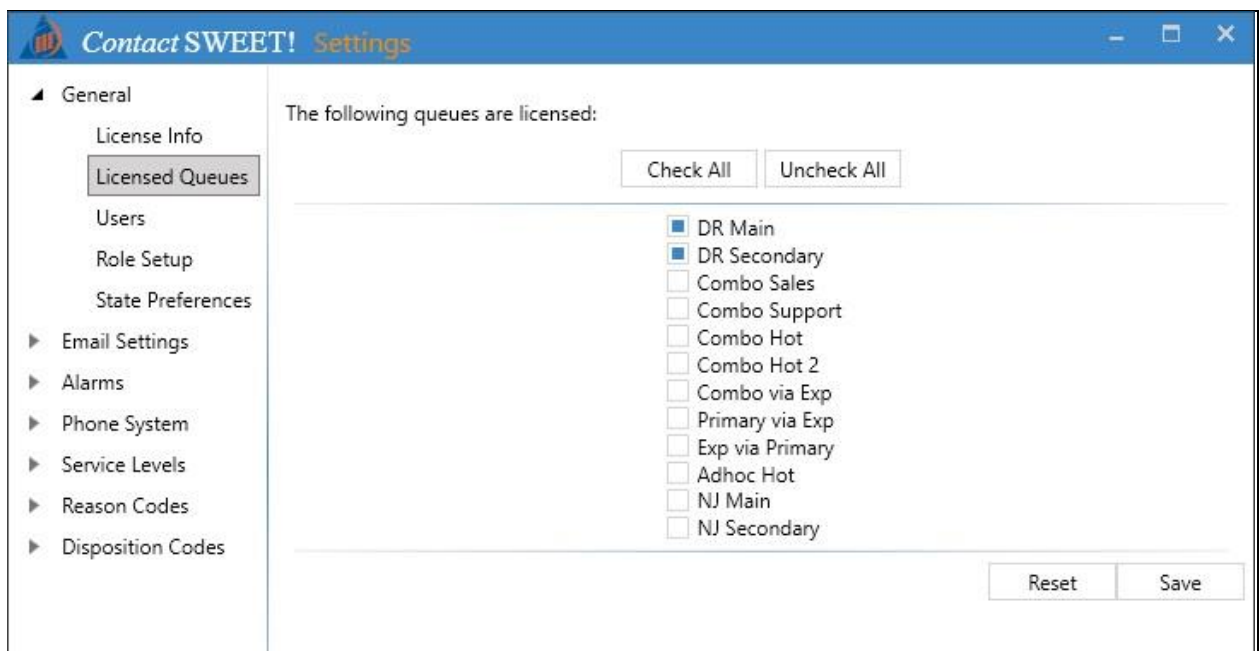 Contact SWEET! Settings
General
License Info
Licensed Queues
Users
Role Setup
State Preferences
Email Settings
Alarms
Phone System
Service Levels
Reason Codes
Disposition Codes
The following queues are licensed:
Check All Uncheck All
DR Main
DR Secondary
Combo Sales
Combo Support
Combo Hot
Combo Hot 2
Combo via Exp
Primary via Exp
Exp via Primary
Adhoc Hot
NJ Main
NJ Secondary
Reset Save